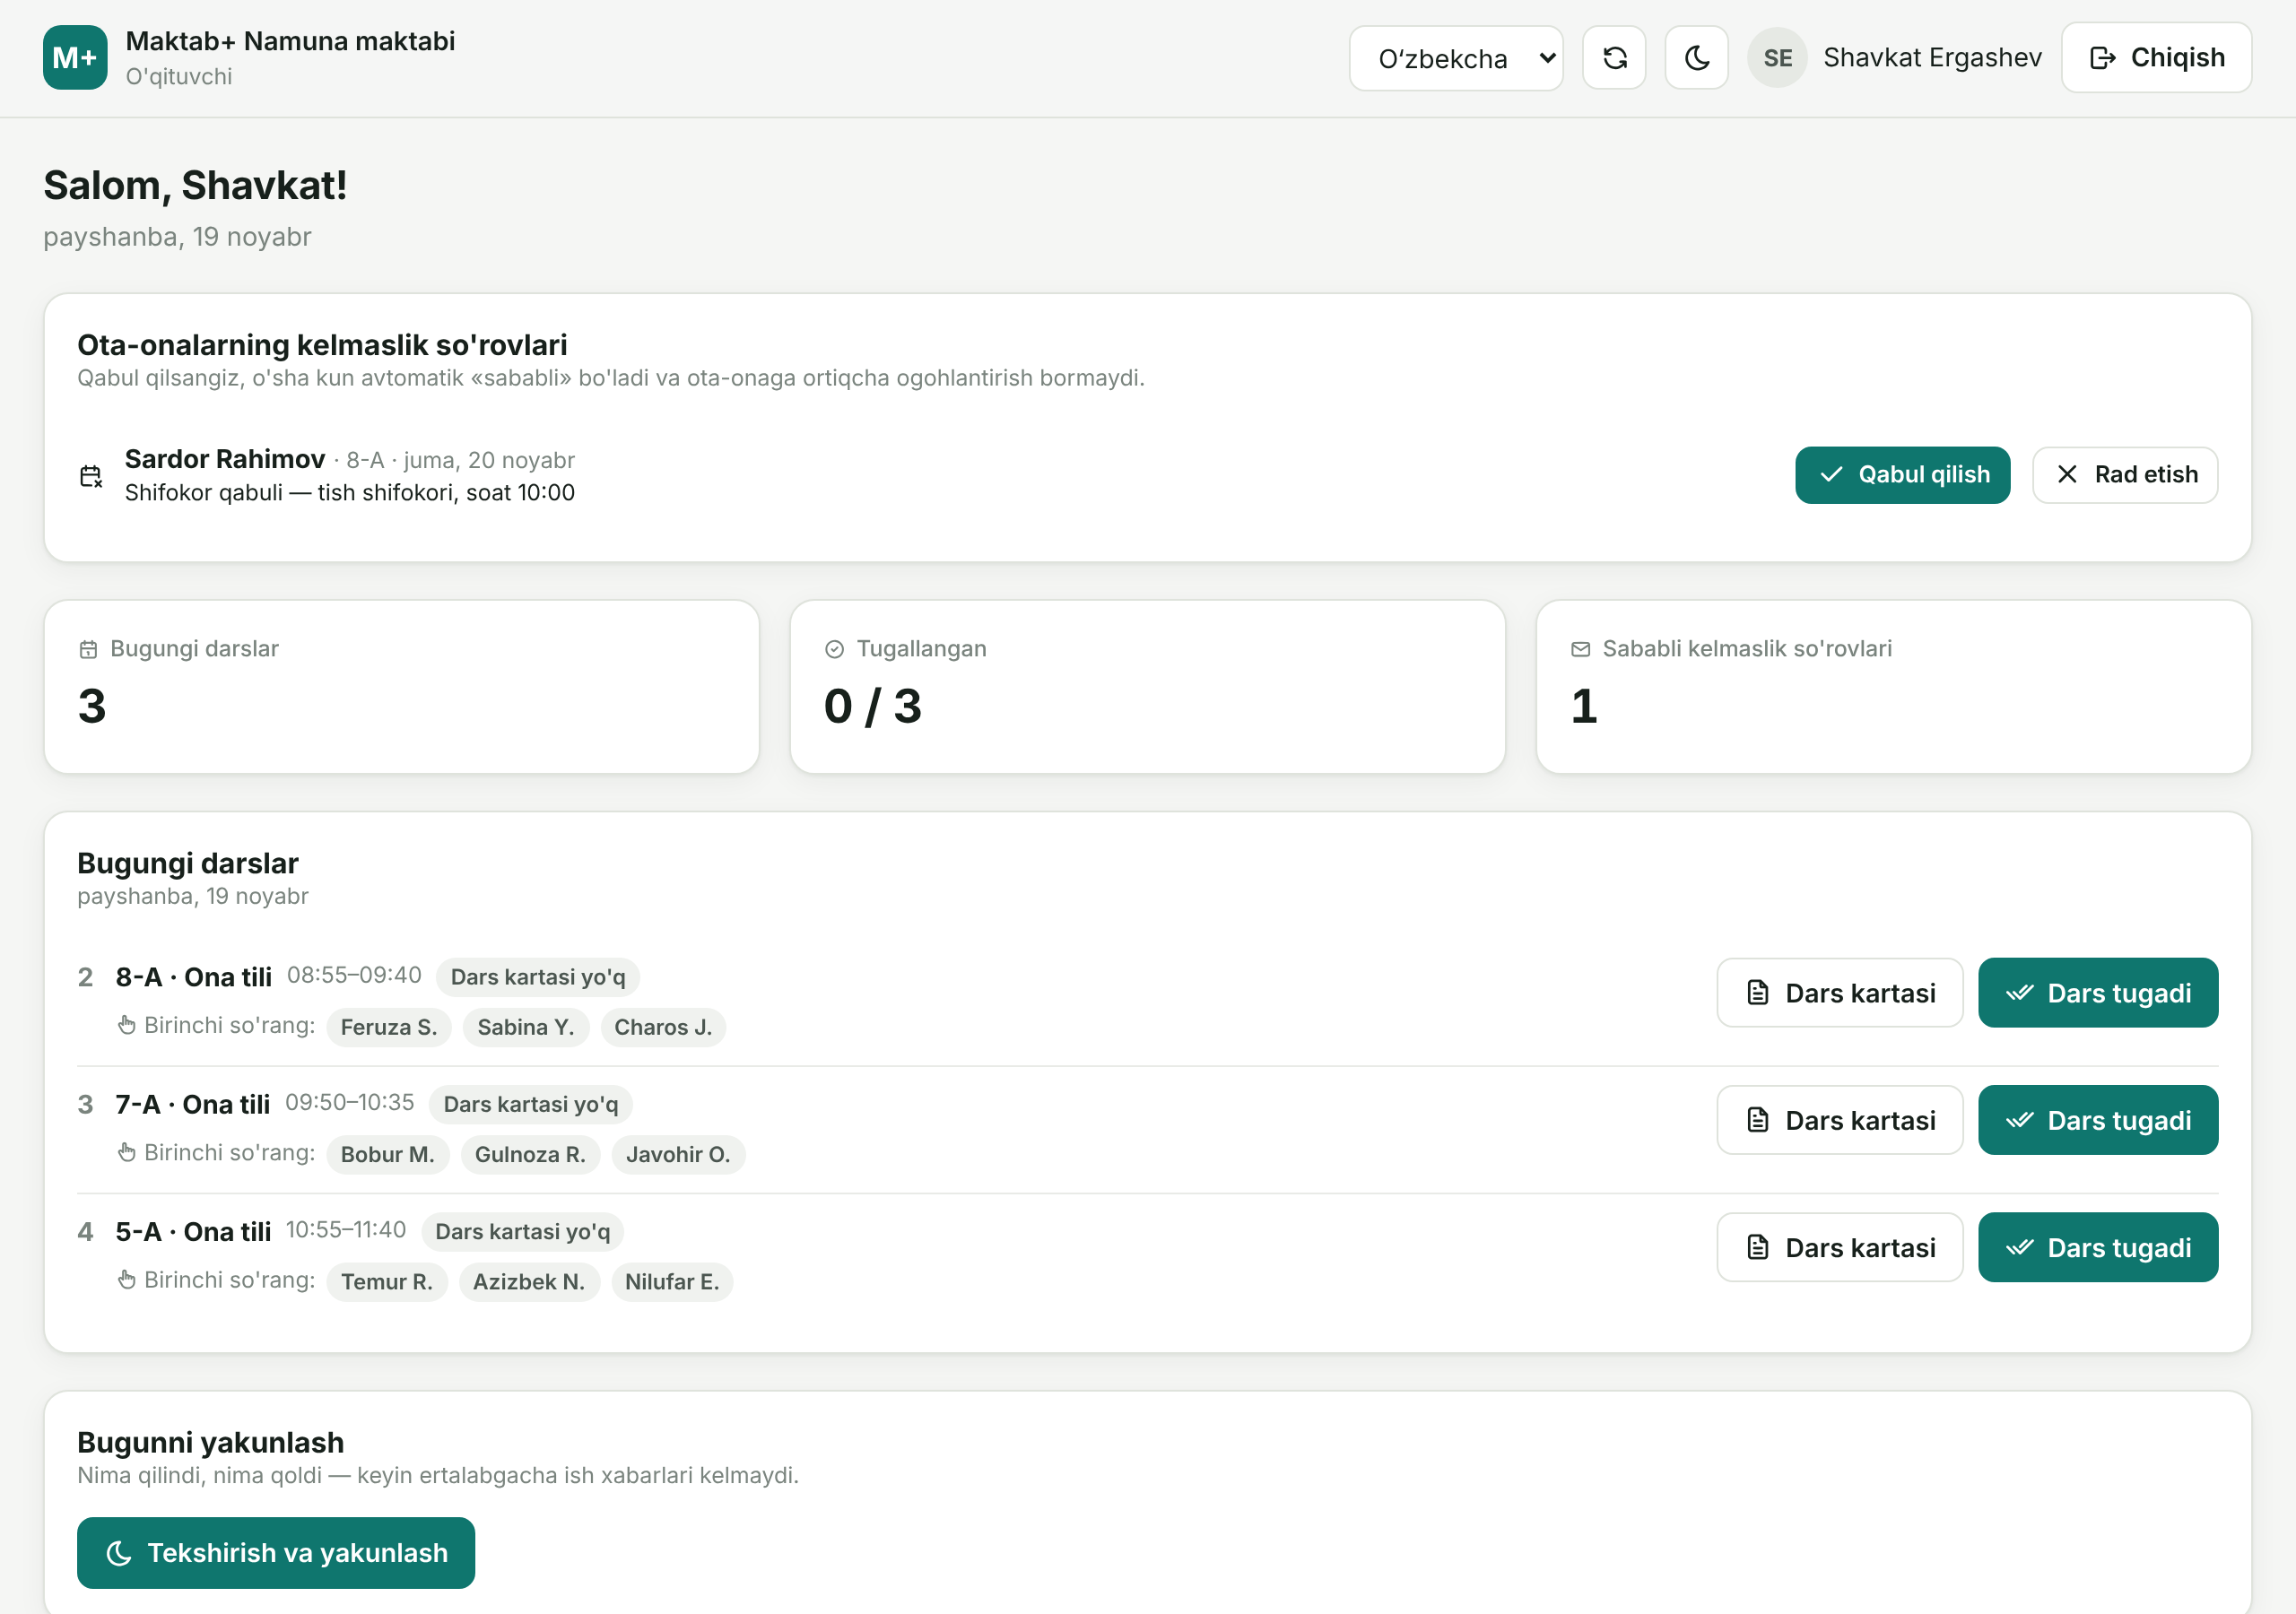 M+
Maktab+ Namuna maktabi
O'qituvchi
Oʻzbekcha
SE
Shavkat Ergashev
Chiqish
Salom, Shavkat!
payshanba, 19 noyabr
Ota-onalarning kelmaslik so'rovlari
Qabul qilsangiz, o'sha kun avtomatik «sababli» bo'ladi va ota-onaga ortiqcha ogohlantirish bormaydi.
Sardor Rahimov · 8-A · juma, 20 noyabr
Shifokor qabuli — tish shifokori, soat 10:00
Qabul qilish
Rad etish
Bugungi darslar
3
Tugallangan
0 / 3
Sababli kelmaslik so'rovlari
1
Bugungi darslar
payshanba, 19 noyabr
2 8-A · Ona tili 08:55–09:40 Dars kartasi yo'q
Birinchi so'rang: Feruza S. Sabina Y. Charos J.
Dars kartasi
Dars tugadi
3 7-A · Ona tili 09:50–10:35 Dars kartasi yo'q
Birinchi so'rang: Bobur M. Gulnoza R. Javohir O.
Dars kartasi
Dars tugadi
4 5-A · Ona tili 10:55–11:40 Dars kartasi yo'q
Birinchi so'rang: Temur R. Azizbek N. Nilufar E.
Dars kartasi
Dars tugadi
Bugunni yakunlash
Nima qilindi, nima qoldi — keyin ertalabgacha ish xabarlari kelmaydi.
Tekshirish va yakunlash